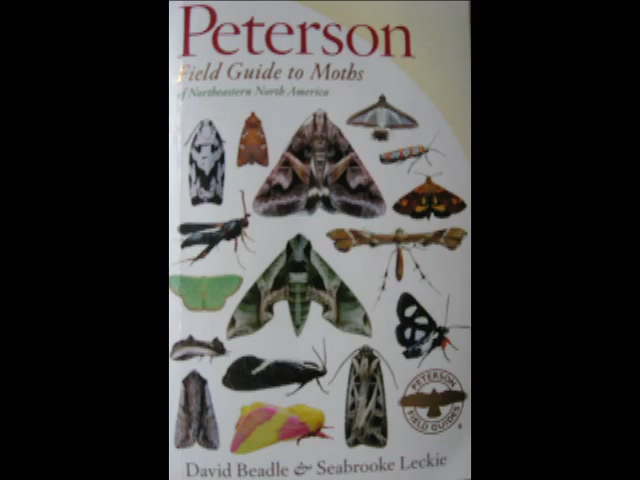 Peterson
Field Guide to Moths
of Northeastern North America
PETERSON
FIELD GUIDES
David Beadle & Seabrooke Leckie